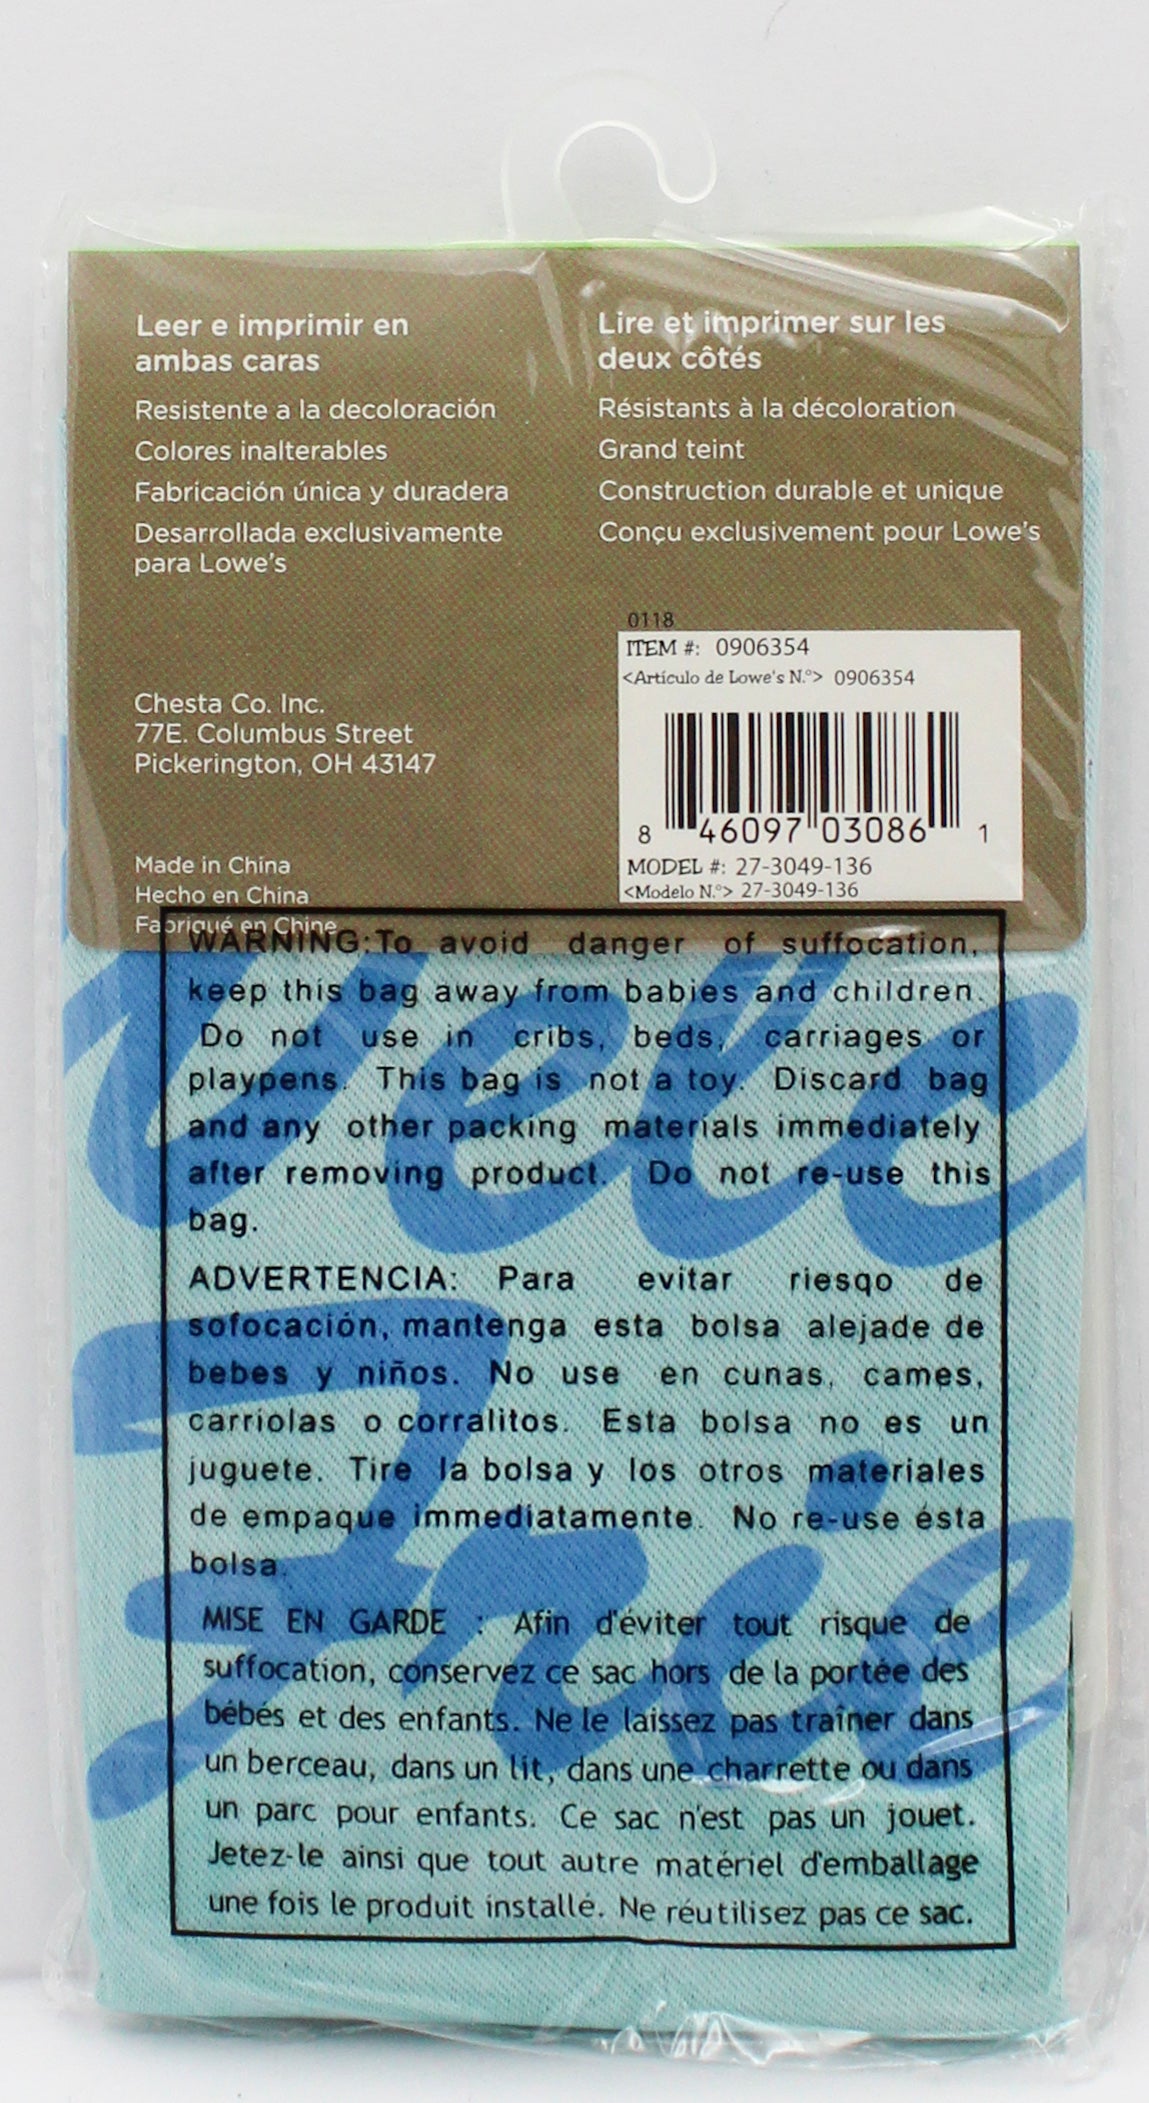 Leer e imprimir en
ambas caras
Resistente a la decoloración
Colores inalterables
Fabricación única y duradera
Desarrollada exclusivamente
para Lowe's
Lire et imprimer sur les
deux côtés
Résistants à la décoloration
Grand teint
Construction durable et unique
Conçu exclusivement pour Lowe's
Chesta Co. Inc.
77E. Columbus Street
Pickerington, OH 43147
Made in China
Hecho en China
Fabriqué en Chine
0118
ITEM #: 0906354
<Artículo de Lowe's N.º> 0906354
8 46097 03086 1
MODEL #: 27-3049-136
<Modelo N.º> 27-3049-136
WARNING:To avoid danger of suffocation,
keep this bag away from babies and children.
Do not use in cribs, beds, carriages or
playpens. This bag is not a toy. Discard bag
and any other packing materials immediately
after removing product. Do not re-use this
bag.
ADVERTENCIA: Para evitar riesqo de
sofocación, mantenga esta bolsa alejade de
bebes y niños. No use en cunas, cames,
carriolas o corralitos. Esta bolsa no es un
juguete. Tire la bolsa y los otros materiales
de empaque immediatamente. No re-use ésta
bolsa.
MISE EN GARDE : Afin d'éviter tout risque de
suffocation, conservez ce sac hors de la portée des
bébés et des enfants. Ne le laissez pas traîner dans
un berceau, dans un lit, dans une charrette ou dans
un parc pour enfants. Ce sac n'est pas un jouet.
Jetez-le ainsi que tout autre matériel d'emballage
une fois le produit installé. Ne réutilisez pas ce sac.